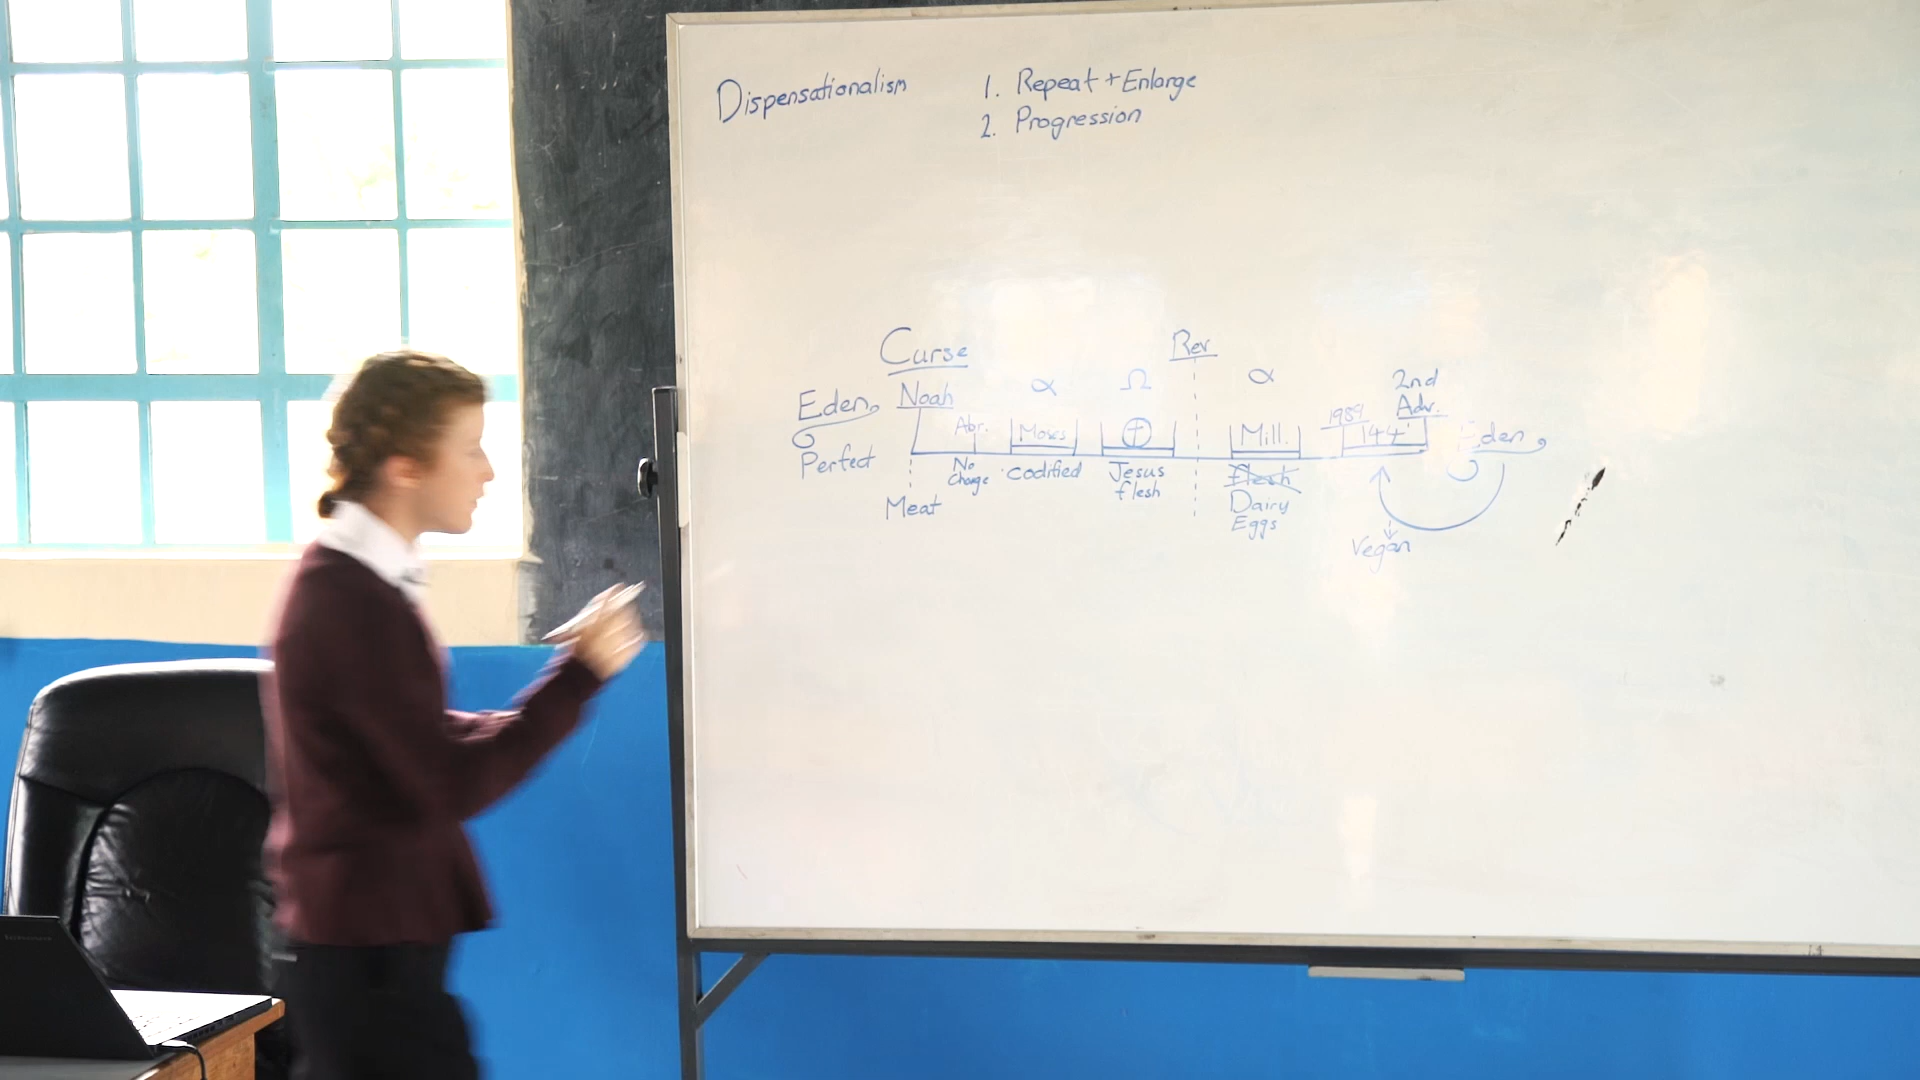 Dispensationalism
1. Repeat + Enlarge
2. Progression
Curse
Rev
Eden
Noah
α
Ω
α
2nd
Adv.
Perfect
Abr.
Moses
Mill.
1989
144'
Eden
No
Change
codified
Jesus
flesh
flesh
Meat
Dairy
Eggs
Vegan